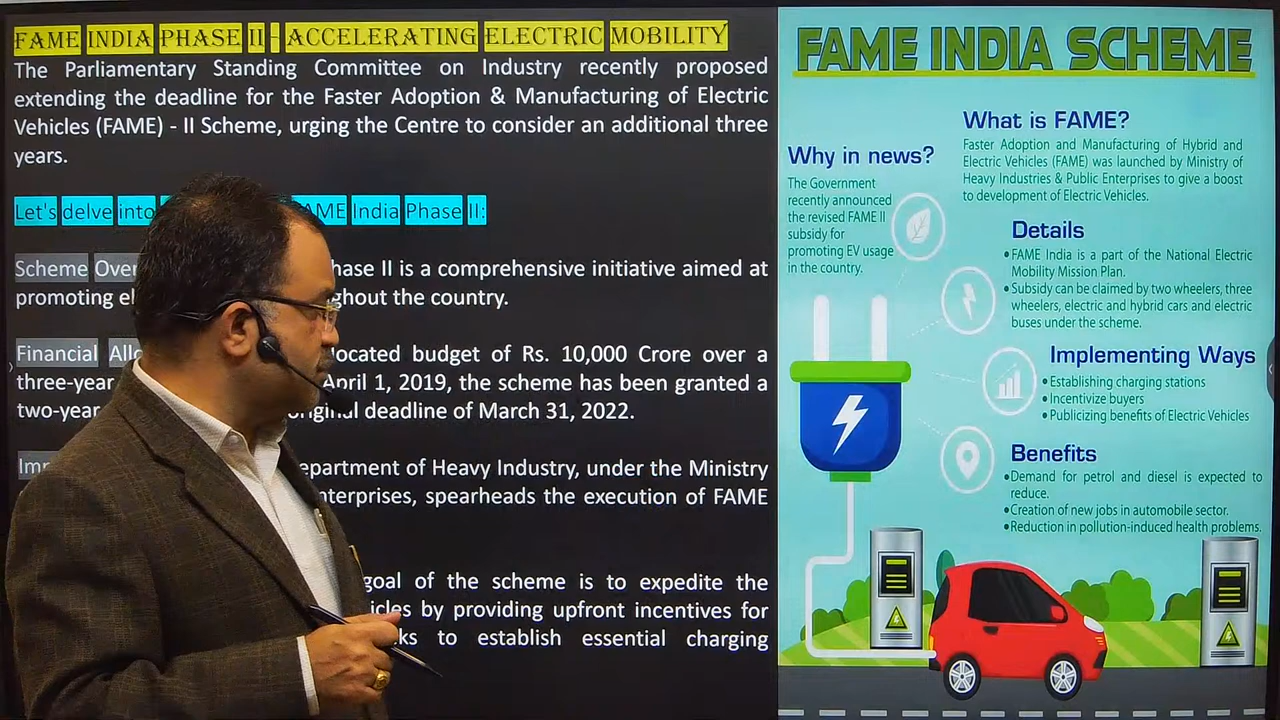 FAME INDIA PHASE II - ACCELERATING ELECTRIC MOBILITY
The Parliamentary Standing Committee on Industry recently proposed
extending the deadline for the Faster Adoption & Manufacturing of Electric
Vehicles (FAME) - II Scheme, urging the Centre to consider an additional three
years.
Let's delve into FAME India Phase II:
Scheme Phase II is a comprehensive initiative aimed at
promoting the country.
Financial budget of Rs. 10,000 Crore over a
three-year April 1, 2019, the scheme has been granted a
two-year original deadline of March 31, 2022.
Department of Heavy Industry, under the Ministry
Enterprises, spearheads the execution of FAME
goal of the scheme is to expedite the
by providing upfront incentives for
to establish essential charging
FAME INDIA SCHEME
Why in news?
The Government
recently announced
the revised FAME II
subsidy for
promoting EV usage
in the country.
What is FAME?
Faster Adoption and Manufacturing of Hybrid and
Electric Vehicles (FAME) was launched by Ministry of
Heavy Industries & Public Enterprises to give a boost
to development of Electric Vehicles.
Details
• FAME India is a part of the National Electric
Mobility Mission Plan.
• Subsidy can be claimed by two wheelers, three
wheelers, electric and hybrid cars and electric
buses under the scheme.
Implementing Ways
• Establishing charging stations
• Incentivize buyers
• Publicizing benefits of Electric Vehicles
Benefits
• Demand for petrol and diesel is expected to
reduce.
• Creation of new jobs in automobile sector.
• Reduction in pollution-induced health problems.